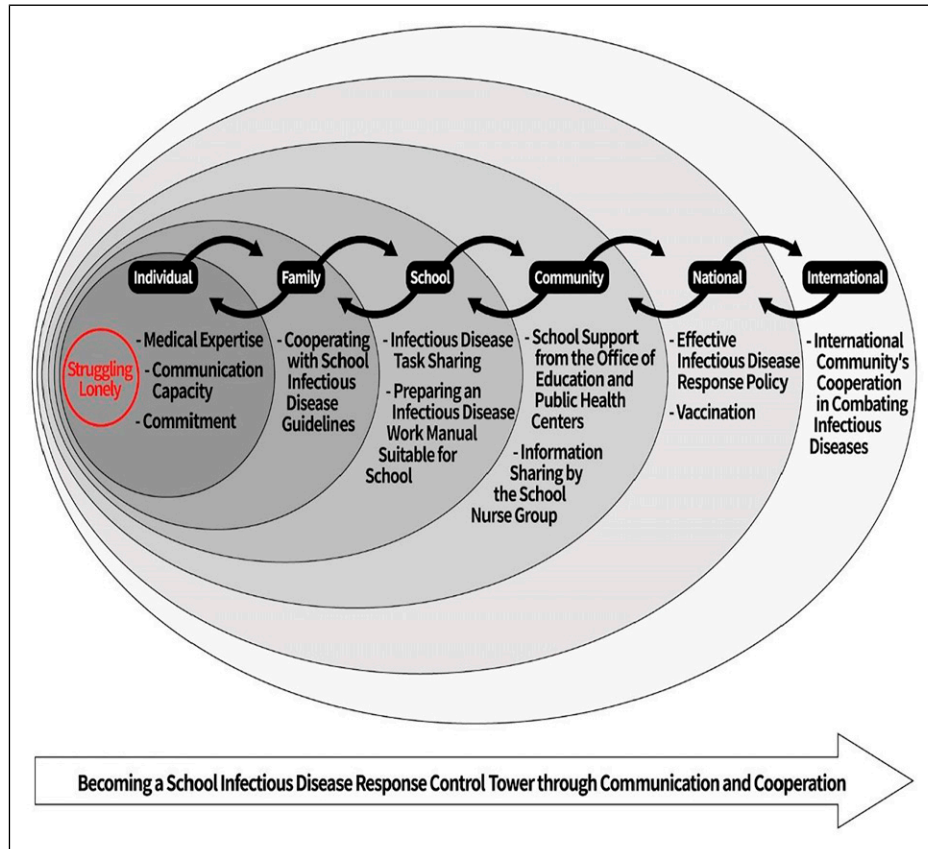 Individual
Family
School
Community
National
International
Struggling
Lonely
- Medical Expertise
- Communication
Capacity
- Commitment
- Cooperating
with School
Infectious
Disease
Guidelines
- Infectious Disease
Task Sharing
- Preparing an
Infectious Disease
Work Manual
Suitable for
School
- School Support
from the Office of
Education and
Public Health
Centers
- Information
Sharing by
the School
Nurse Group
- Effective
Infectious Disease
Response Policy
- Vaccination
- International
Community's
Cooperation
in Combating
Infectious
Diseases
Becoming a School Infectious Disease Response Control Tower through Communication and Cooperation